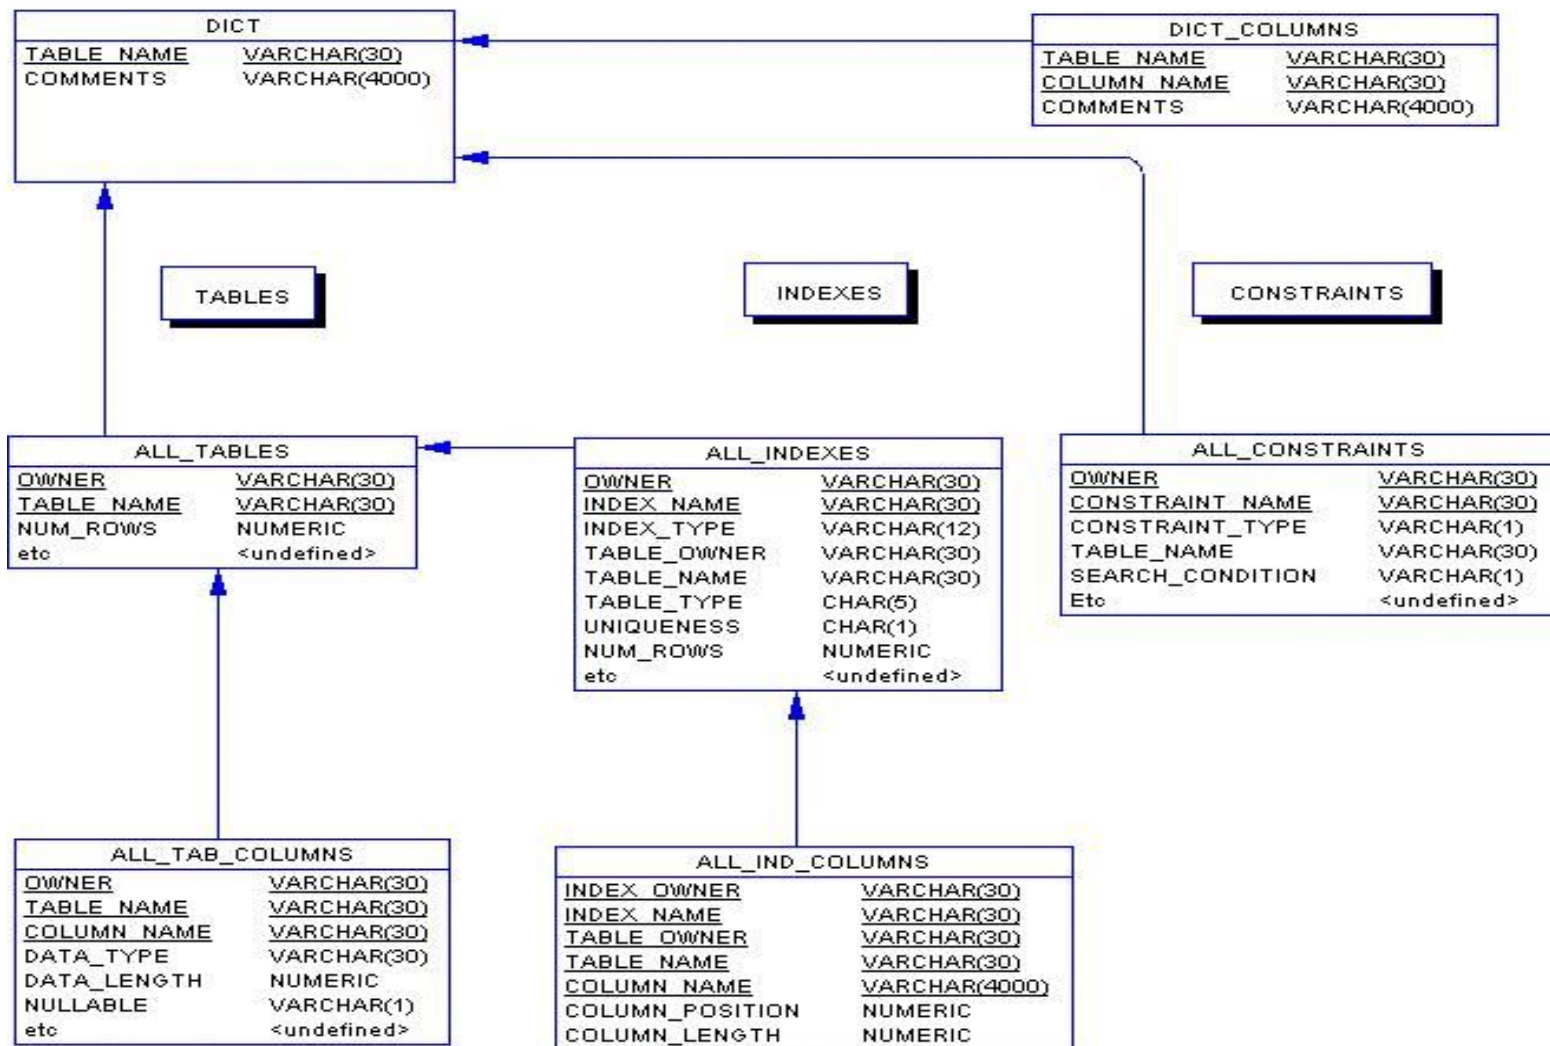 DICT
TABLE_NAME VARCHAR(30)
COMMENTS VARCHAR(4000)
DICT_COLUMNS
TABLE_NAME VARCHAR(30)
COLUMN_NAME VARCHAR(30)
COMMENTS VARCHAR(4000)
TABLES
INDEXES
CONSTRAINTS
ALL_TABLES
OWNER VARCHAR(30)
TABLE_NAME VARCHAR(30)
NUM_ROWS NUMERIC
etc <undefined>
ALL_INDEXES
OWNER VARCHAR(30)
INDEX_NAME VARCHAR(30)
INDEX_TYPE VARCHAR(12)
TABLE_OWNER VARCHAR(30)
TABLE_NAME VARCHAR(30)
TABLE_TYPE CHAR(5)
UNIQUENESS CHAR(1)
NUM_ROWS NUMERIC
etc <undefined>
ALL_CONSTRAINTS
OWNER VARCHAR(30)
CONSTRAINT_NAME VARCHAR(30)
CONSTRAINT_TYPE VARCHAR(1)
TABLE_NAME VARCHAR(30)
SEARCH_CONDITION VARCHAR(1)
Etc <undefined>
ALL_TAB_COLUMNS
OWNER VARCHAR(30)
TABLE_NAME VARCHAR(30)
COLUMN_NAME VARCHAR(30)
DATA_TYPE VARCHAR(30)
DATA_LENGTH NUMERIC
NULLABLE VARCHAR(1)
etc <undefined>
ALL_IND_COLUMNS
INDEX_OWNER VARCHAR(30)
INDEX_NAME VARCHAR(30)
TABLE_OWNER VARCHAR(30)
TABLE_NAME VARCHAR(30)
COLUMN_NAME VARCHAR(4000)
COLUMN_POSITION NUMERIC
COLUMN_LENGTH NUMERIC